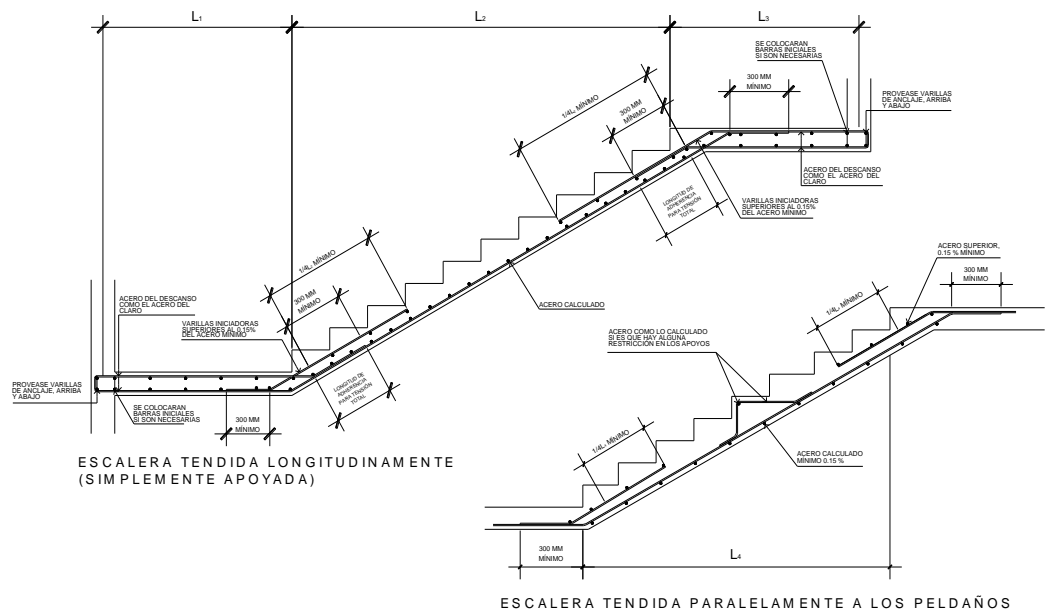 L1
L2
L3
SE COLOCARAN
BARRAS INICIALES
SI SON NECESARIAS
300 MM
MÍNIMO
PROVEASE VARILLAS
DE ANCLAJE, ARRIBA
Y ABAJO
1/4L, MÍNIMO
300 MM
MÍNIMO
ACERO DEL DESCANSO
COMO EL ACERO DEL
CLARO
LONGITUD DE
ADHERENCIA
PARA TENSIÓN
TOTAL
VARILLAS INICIADORAS
SUPERIORES AL 0.15%
DEL ACERO MÍNIMO
1/4L, MÍNIMO
300 MM
MÍNIMO
ACERO DEL DESCANSO
COMO EL ACERO DEL
CLARO
VARILLAS INICIADORAS
SUPERIORES AL 0.15%
DEL ACERO MÍNIMO
ACERO CALCULADO
PROVEASE VARILLAS
DE ANCLAJE, ARRIBA
Y ABAJO
SE COLOCARAN
BARRAS INICIALES
SI SON NECESARIAS
300 MM
MÍNIMO
LONGITUD DE
ADHERENCIA
PARA TENSIÓN
TOTAL
ESCALERA TENDIDA LONGITUDINAMENTE
(SIMPLEMENTE APOYADA)
ACERO SUPERIOR,
0.15 % MÍNIMO
300 MM
MÍNIMO
1/4L, MÍNIMO
ACERO COMO LO CALCULADO
SI ES QUE HAY ALGUNA
RESTRICCIÓN EN LOS APOYOS
1/4L, MÍNIMO
ACERO CALCULADO
MÍNIMO 0.15 %
300 MM
MÍNIMO
L4
ESCALERA TENDIDA PARALELAMENTE A LOS PELDAÑOS